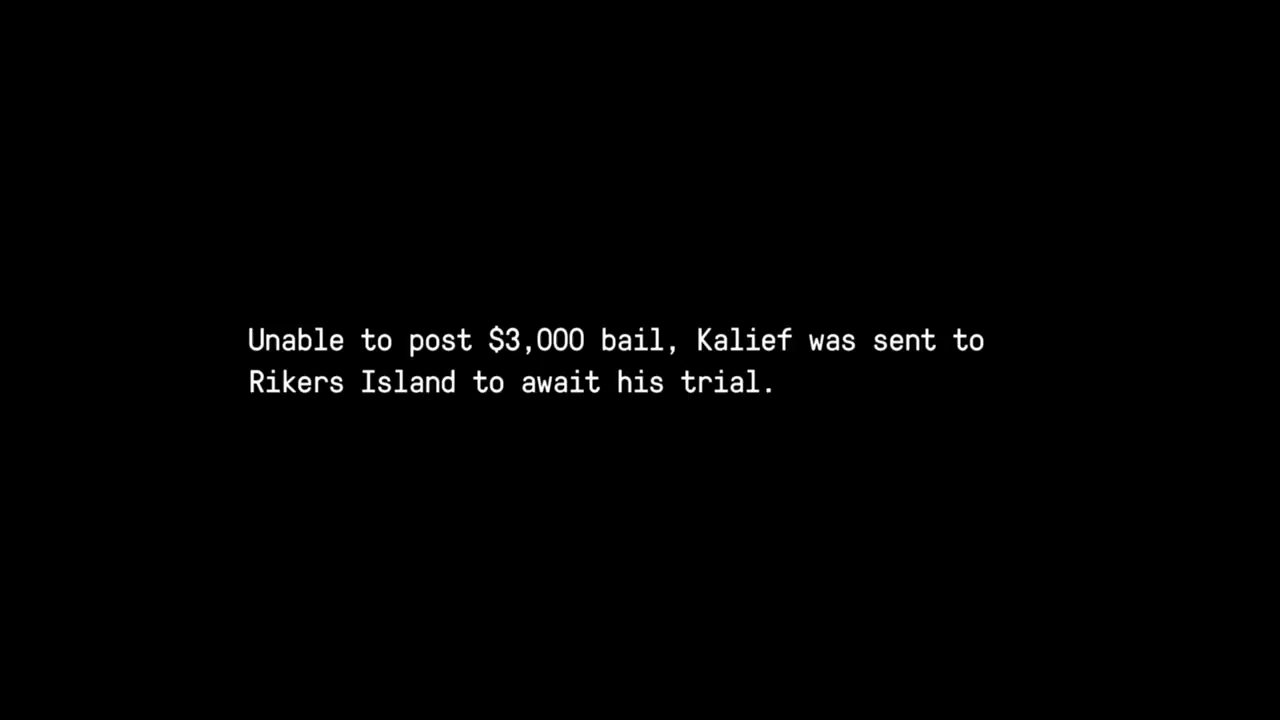 Unable to post $3,000 bail, Kalief was sent to
Rikers Island to await his trial.